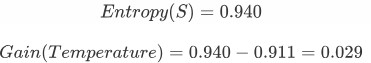 Entropy(S) = 0.940
Gain(Temperature) = 0.940 − 0.911 = 0.029